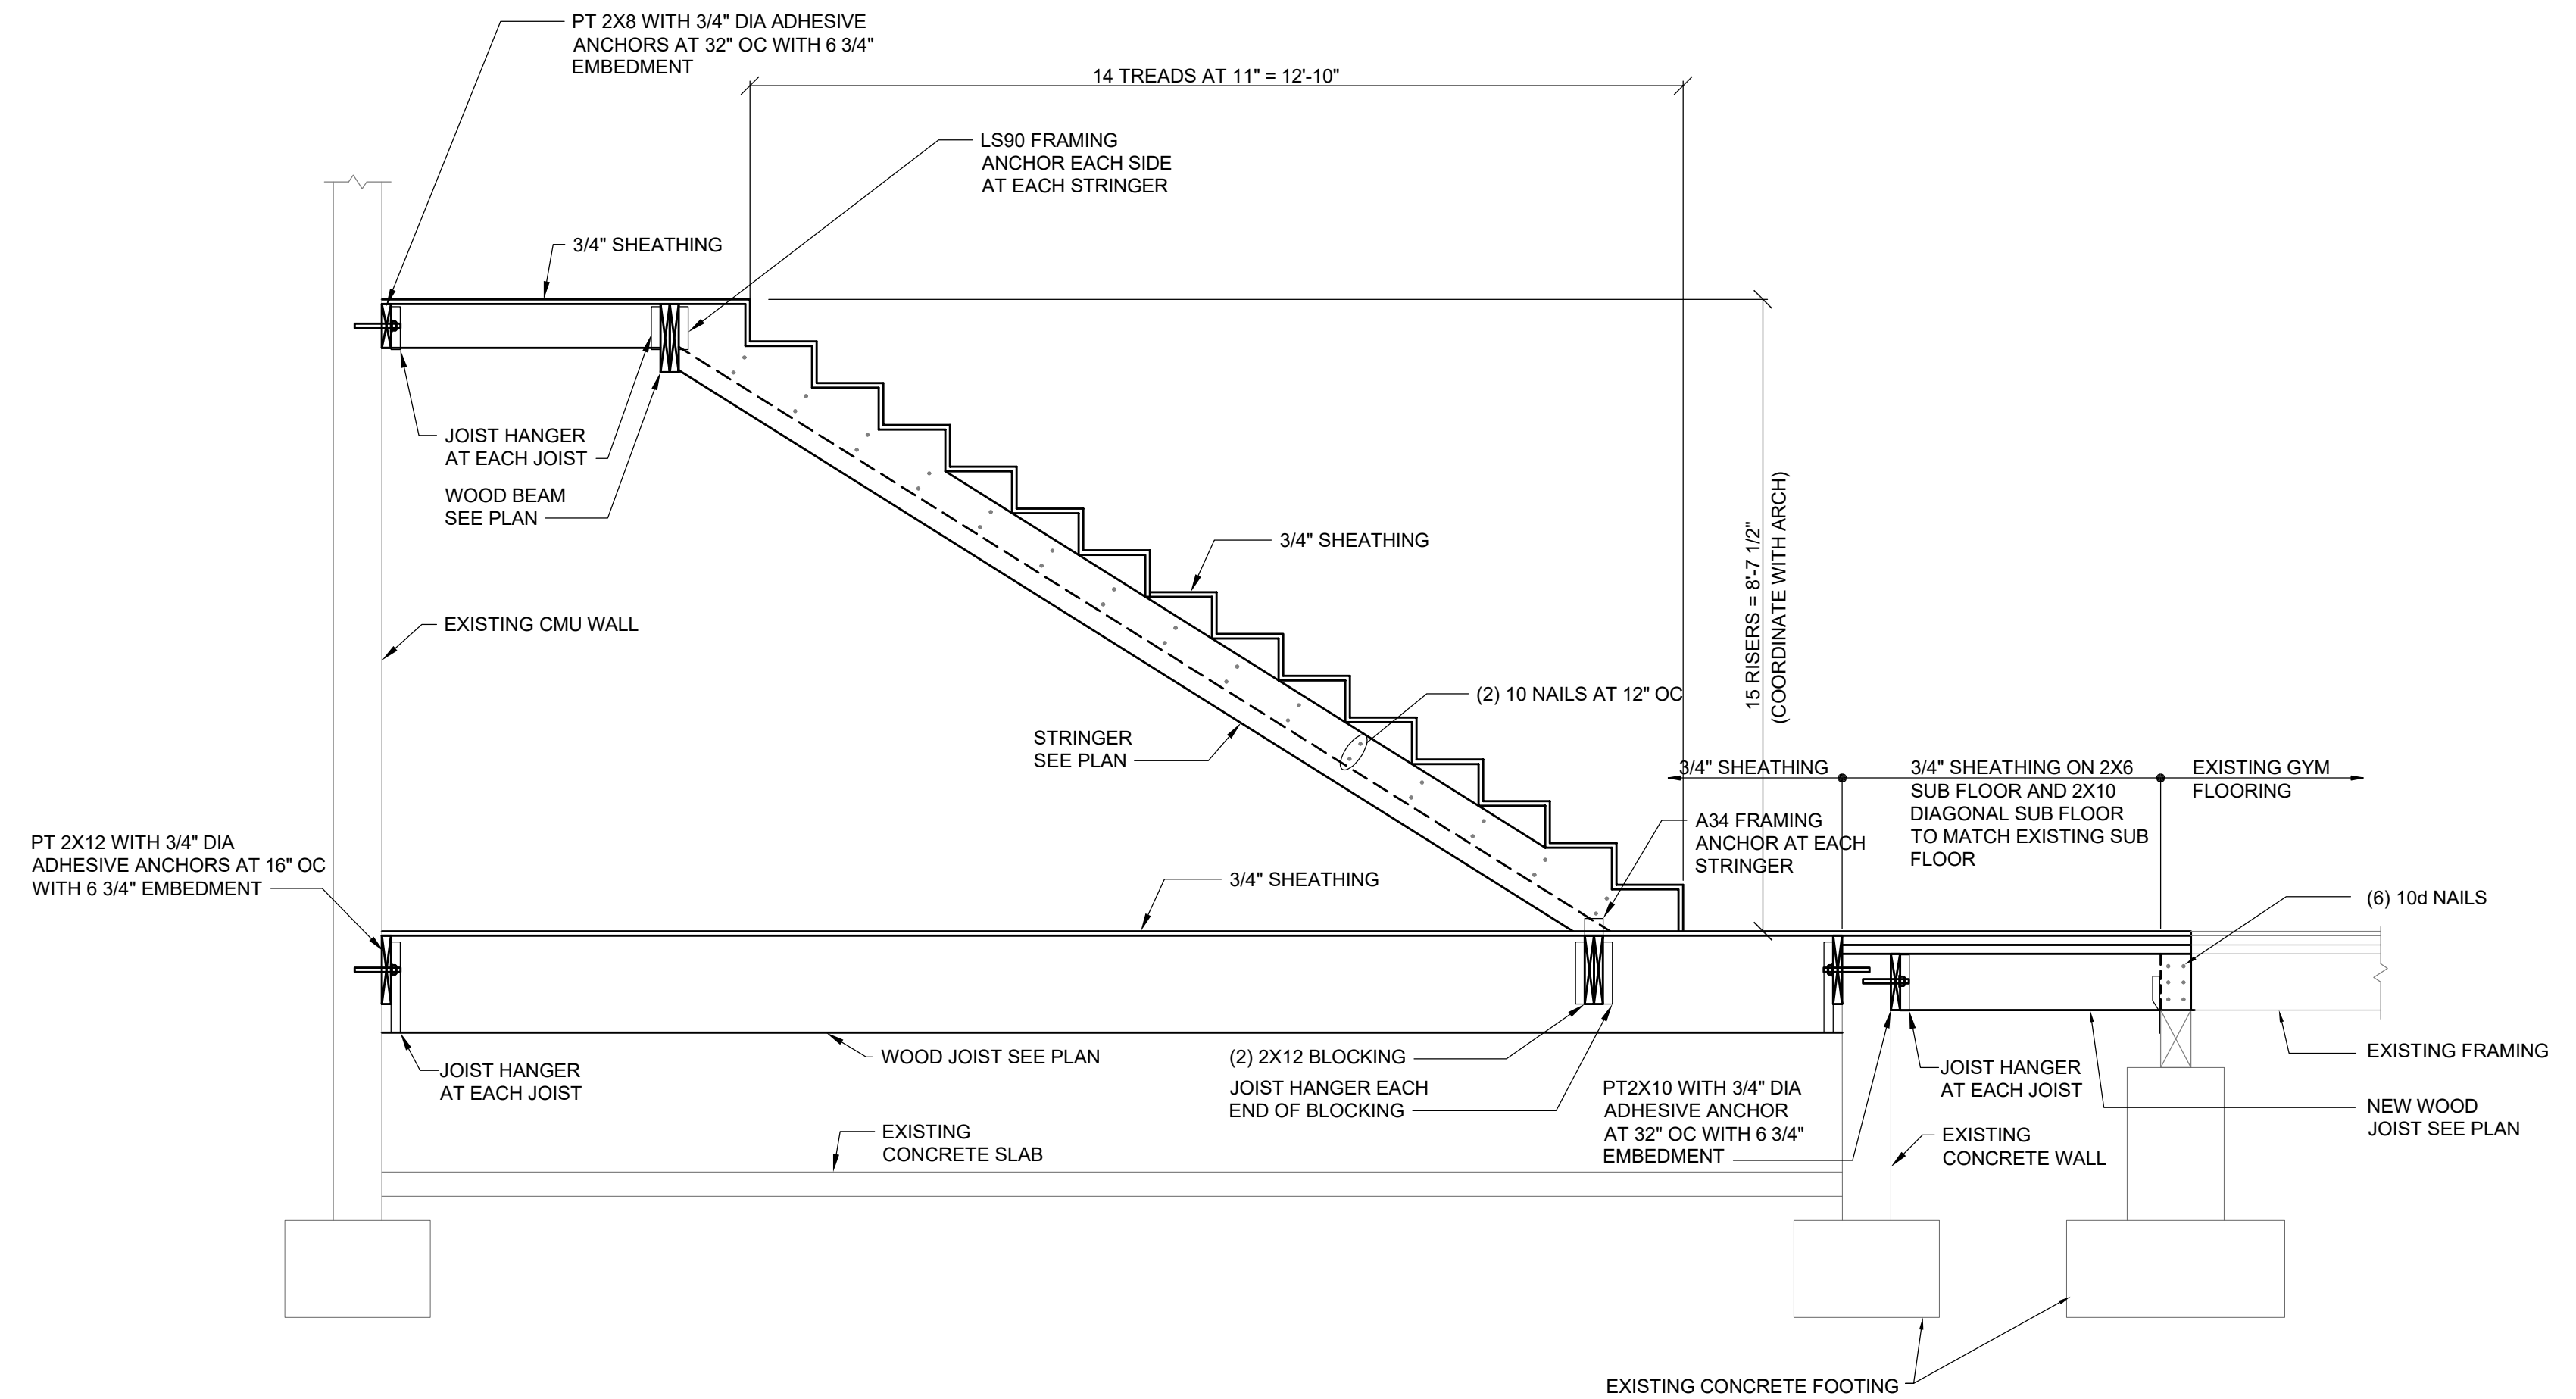 PT 2X8 WITH 3/4" DIA ADHESIVE
ANCHORS AT 32" OC WITH 6 3/4"
EMBEDMENT
14 TREADS AT 11" = 12'-10"
LS90 FRAMING
ANCHOR EACH SIDE
AT EACH STRINGER
3/4" SHEATHING
JOIST HANGER
AT EACH JOIST
WOOD BEAM
SEE PLAN
3/4" SHEATHING
15 RISERS = 8'-7 1/2"
(COORDINATE WITH ARCH)
EXISTING CMU WALL
(2) 10 NAILS AT 12" OC
STRINGER
SEE PLAN
3/4" SHEATHING
3/4" SHEATHING ON 2X6
SUB FLOOR AND 2X10
DIAGONAL SUB FLOOR
TO MATCH EXISTING SUB
FLOOR
EXISTING GYM
FLOORING
A34 FRAMING
ANCHOR AT EACH
STRINGER
PT 2X12 WITH 3/4" DIA
ADHESIVE ANCHORS AT 16" OC
WITH 6 3/4" EMBEDMENT
3/4" SHEATHING
(6) 10d NAILS
JOIST HANGER
AT EACH JOIST
WOOD JOIST SEE PLAN
(2) 2X12 BLOCKING
JOIST HANGER EACH
END OF BLOCKING
PT2X10 WITH 3/4" DIA
ADHESIVE ANCHOR
AT 32" OC WITH 6 3/4"
EMBEDMENT
JOIST HANGER
AT EACH JOIST
EXISTING FRAMING
NEW WOOD
JOIST SEE PLAN
EXISTING
CONCRETE SLAB
EXISTING
CONCRETE WALL
EXISTING CONCRETE FOOTING